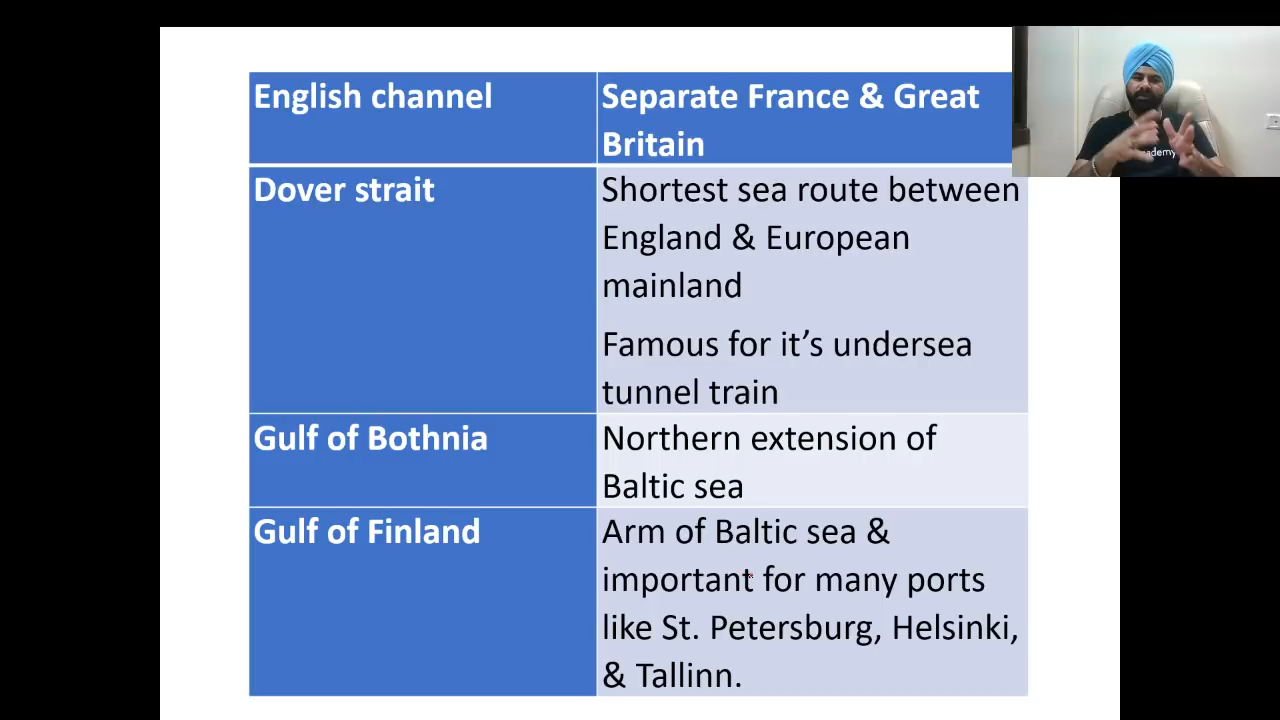 English channel
Separate France & Great
Britain
Dover strait
Shortest sea route between
England & European
mainland
Famous for it’s undersea
tunnel train
Gulf of Bothnia
Northern extension of
Baltic sea
Gulf of Finland
Arm of Baltic sea &
important for many ports
like St. Petersburg, Helsinki,
& Tallinn.